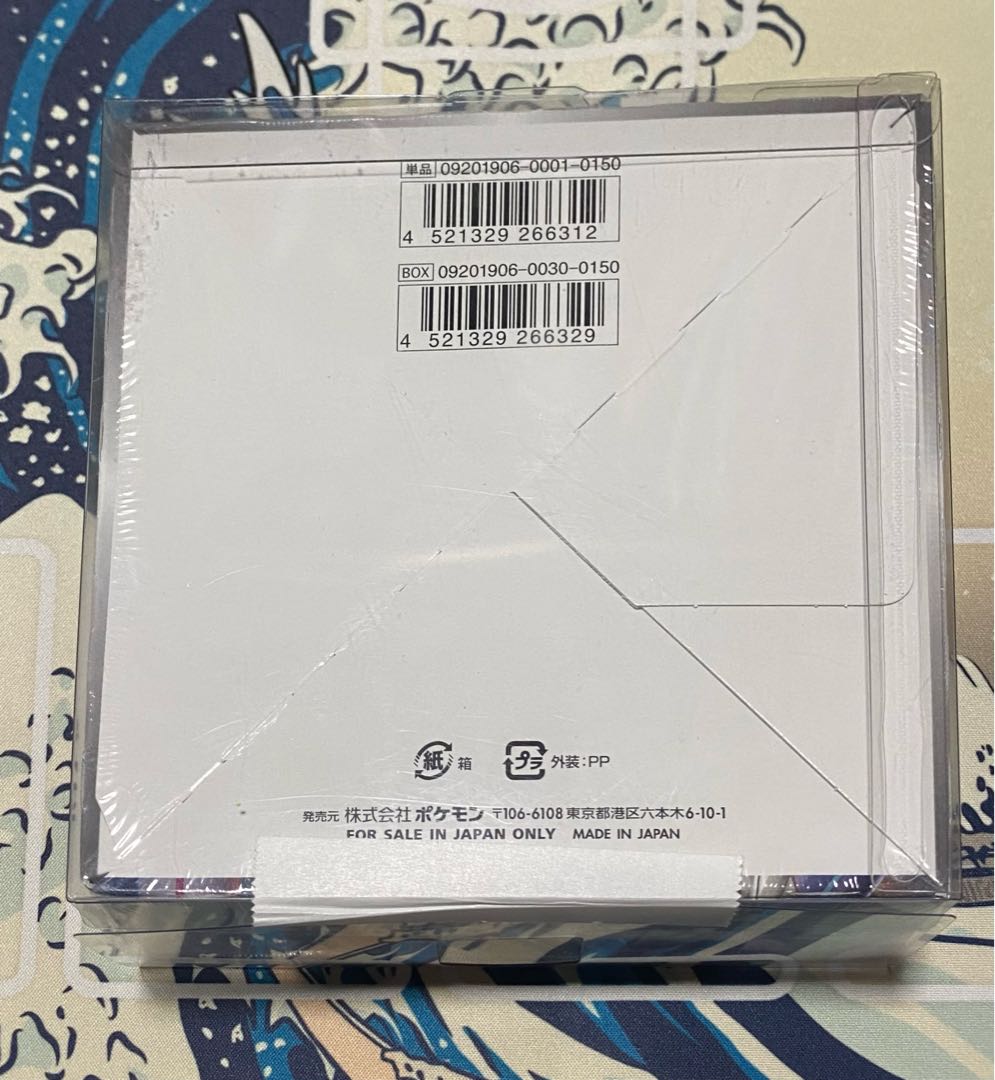 単品 09201906-0001-0150
4 521329 266312
BOX 09201906-0030-0150
4 521329 266329
紙 箱 プラ 外装:PP
発売元 株式会社 ポケモン 〒106-6108 東京都港区六本木6-10-1
FOR SALE IN JAPAN ONLY MADE IN JAPAN